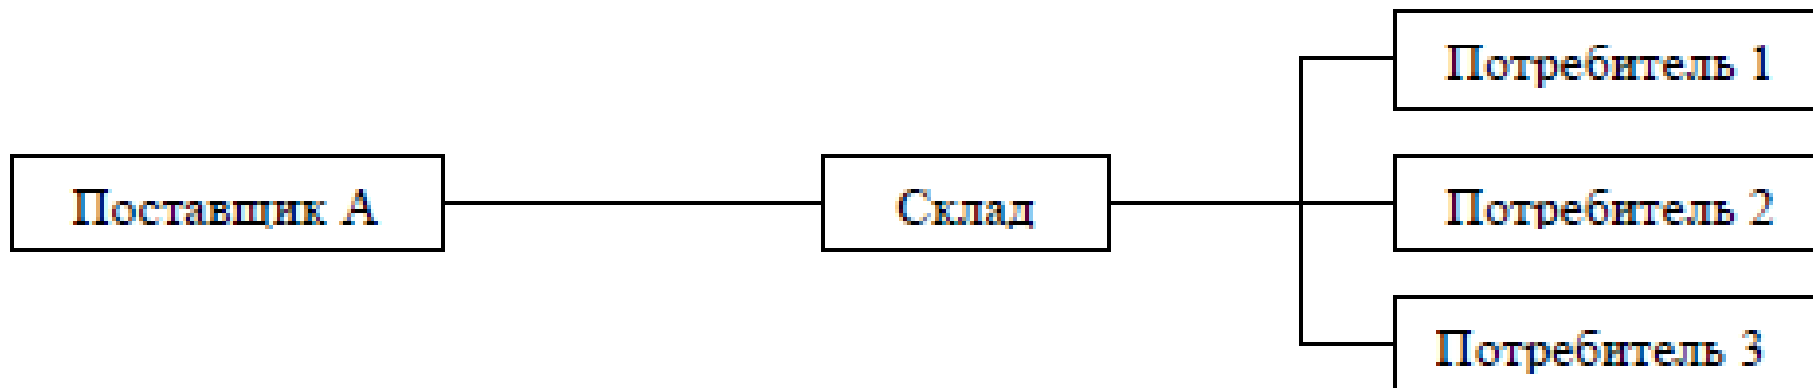 Потребитель 1
Поставщик А
Склад
Потребитель 2
Потребитель 3